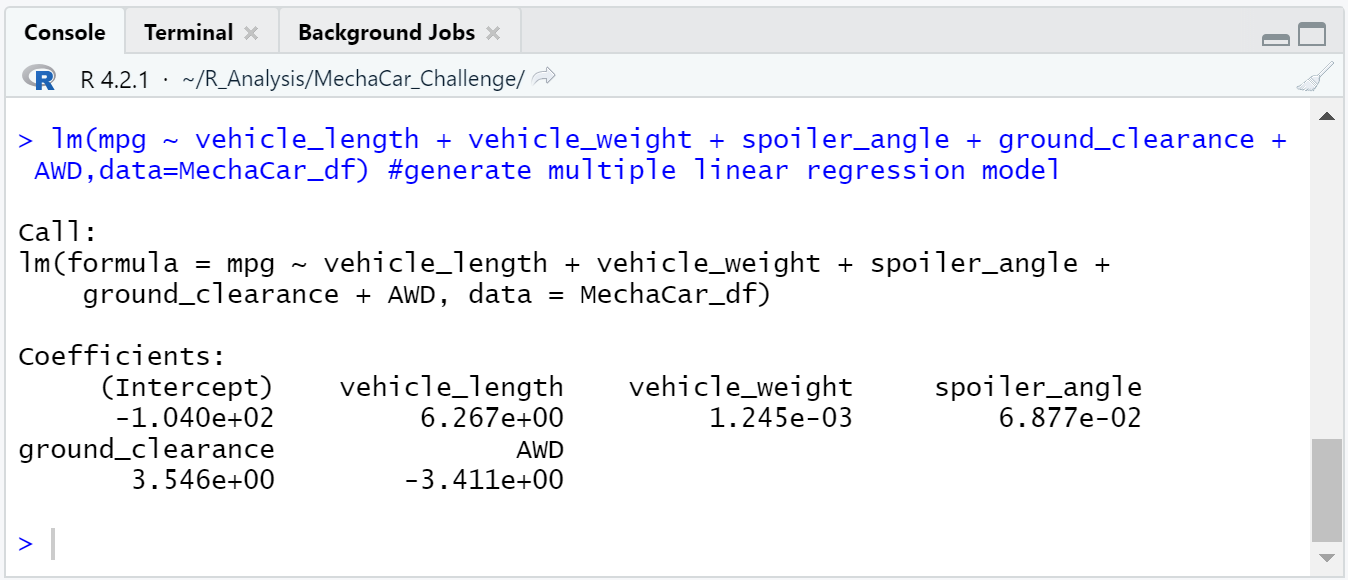 Console Terminal Background Jobs
R 4.2.1 · ~/R_Analysis/MechaCar_Challenge/
> lm(mpg ~ vehicle_length + vehicle_weight + spoiler_angle + ground_clearance +
AWD,data=MechaCar_df) #generate multiple linear regression model
Call:
lm(formula = mpg ~ vehicle_length + vehicle_weight + spoiler_angle +
ground_clearance + AWD, data = MechaCar_df)
Coefficients:
(Intercept) vehicle_length vehicle_weight spoiler_angle
-1.040e+02 6.267e+00 1.245e-03 6.877e-02
ground_clearance AWD
3.546e+00 -3.411e+00
>